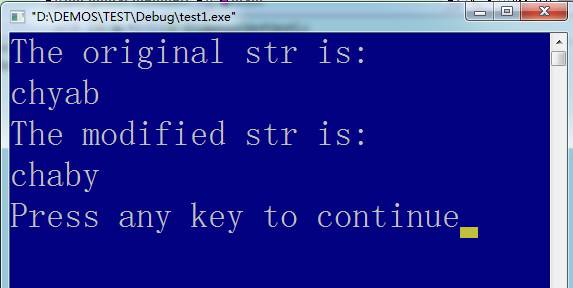 "D:\DEMOS\TEST\Debug\test1.exe"
The original str is:
chyab
The modified str is:
chaby
Press any key to continue